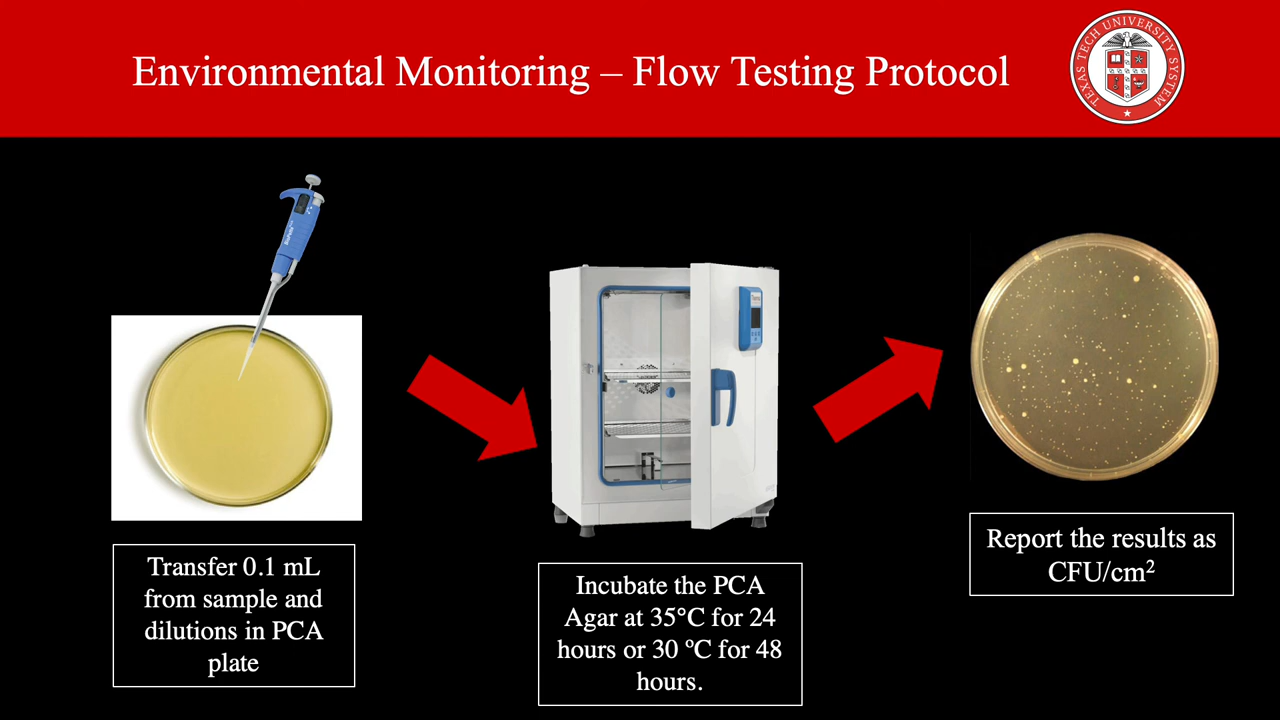 Environmental Monitoring – Flow Testing Protocol
TEXAS TECH UNIVERSITY SYSTEM
Transfer 0.1 mL
from sample and
dilutions in PCA
plate
Incubate the PCA
Agar at 35°C for 24
hours or 30 ºC for 48
hours.
Report the results as
CFU/cm²